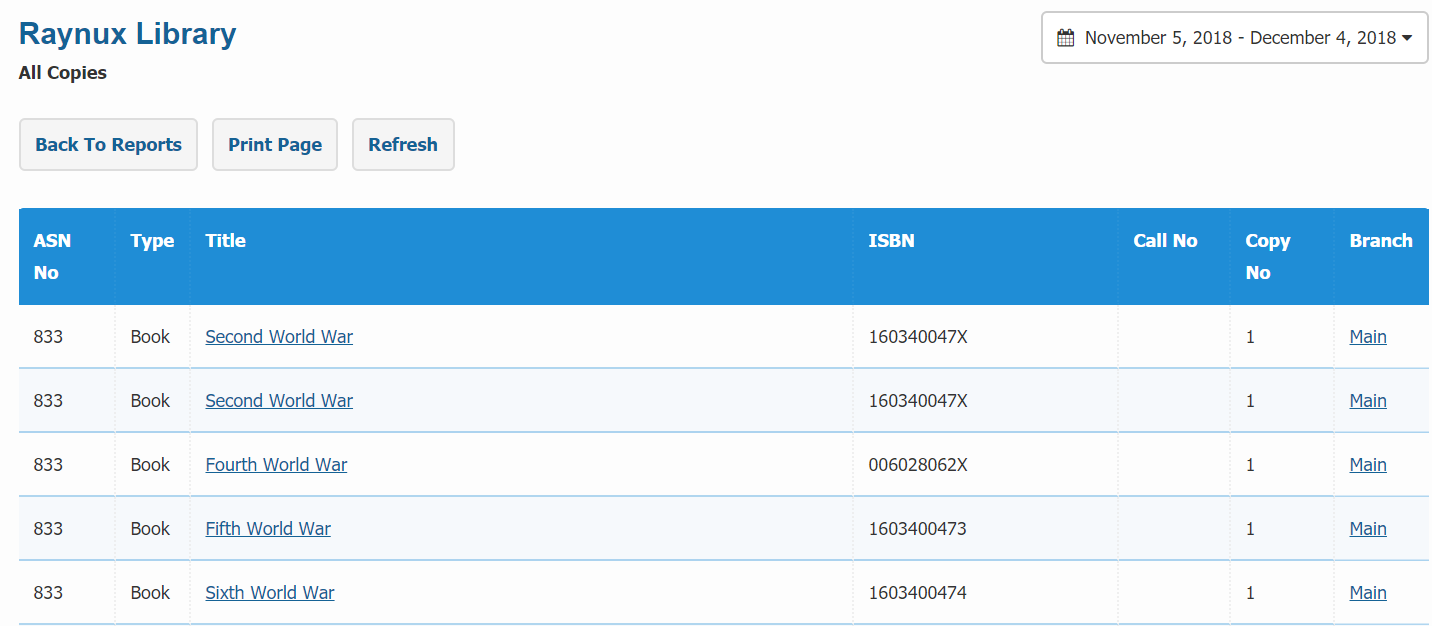 Raynux Library
November 5, 2018 - December 4, 2018
All Copies
Back To Reports Print Page Refresh
ASN No Type Title ISBN Call No Copy No Branch
833 Book Second World War 160340047X 1 Main
833 Book Second World War 160340047X 1 Main
833 Book Fourth World War 006028062X 1 Main
833 Book Fifth World War 1603400473 1 Main
833 Book Sixth World War 1603400474 1 Main